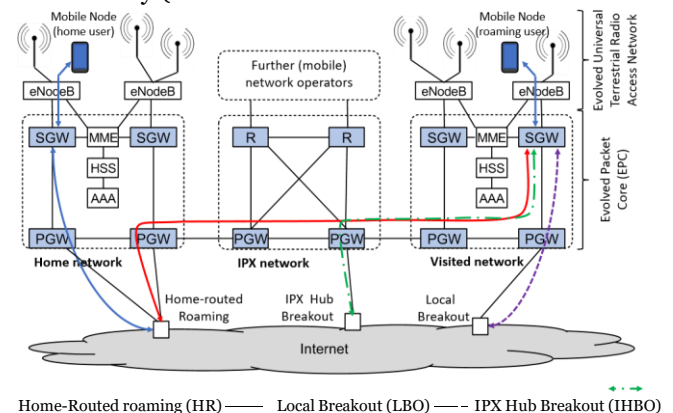 Mobile Node
(home user)
Mobile Node
(roaming user)
Further (mobile)
network operators
Evolved Universal
Terrestrial Radio
Access Network
eNodeB
eNodeB
eNodeB
eNodeB
SGW
MME
SGW
R
R
SGW
MME
SGW
HSS
HSS
AAA
AAA
Evolved Packet
Core (EPC)
PGW
PGW
PGW
PGW
PGW
PGW
Home network
IPX network
Visited network
Home-routed
Roaming
IPX Hub
Breakout
Local
Breakout
Internet
Home-Routed roaming (HR) Local Breakout (LBO) IPX Hub Breakout (IHBO)